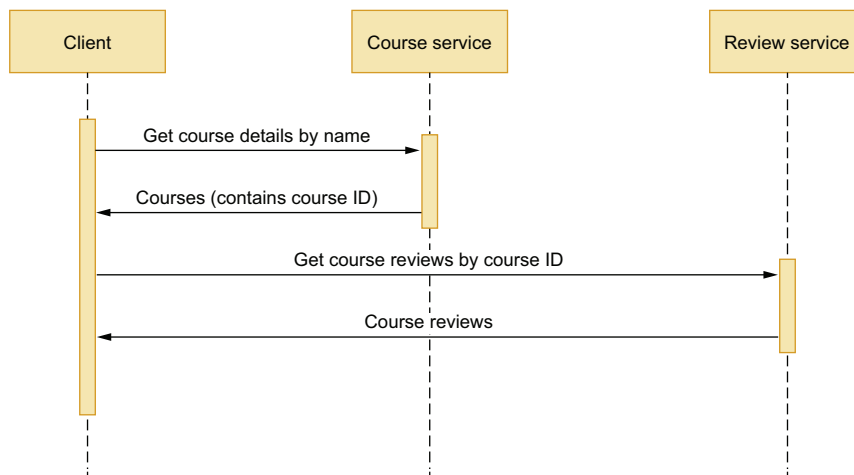 Client
Course service
Review service
Get course details by name
Courses (contains course ID)
Get course reviews by course ID
Course reviews